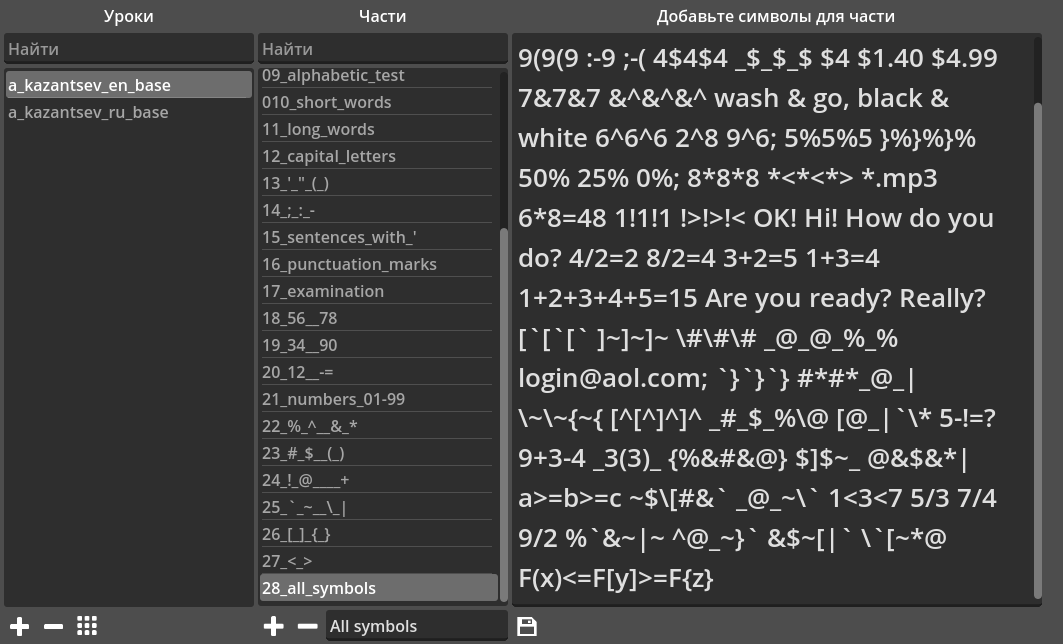 Уроки
Найти
a_kazantsev_en_base
a_kazantsev_ru_base
Части
Найти
09_alphabetic_test
010_short_words
11_long_words
12_capital_letters
13_'_"_(_)
14_;_:_-
15_sentences_with_'
16_punctuation_marks
17_examination
18_56__78
19_34__90
20_12__-=
21_numbers_01-99
22_%_^__&_*
23_#_$__(_)
24_!_@____+
25_`_~__\_|
26_[_]_{_}
27_<_>
28_all_symbols
All symbols
Добавьте символы для части
9(9(9 :-9 ;-( 4$4$4 _$_$_$ $4 $1.40 $4.99
7&7&7 &^&^&^ wash & go, black &
white 6^6^6 2^8 9^6; 5%5%5 }%}%}%
50% 25% 0%; 8*8*8 *<*<*> *.mp3
6*8=48 1!1!1 !>!>!< OK! Hi! How do you
do? 4/2=2 8/2=4 3+2=5 1+3=4
1+2+3+4+5=15 Are you ready? Really?
[`[`[` ]~]~]~ \#\#\# _@_@_%_%
login@aol.com; `}`}`} #*#*_@_|
\~\~{~{ [^[^]^]^ _#_$_%\@ [@_|`\* 5-!=?
9+3-4 _3(3)_ {%&#&@} $]$~_ @&$&*|
a>=b>=c ~$\[#&` _@_~\` 1<3<7 5/3 7/4
9/2 %`&~|~ ^@_~}` &$~[|` \`[~*@
F(x)<=F[y]>=F{z}